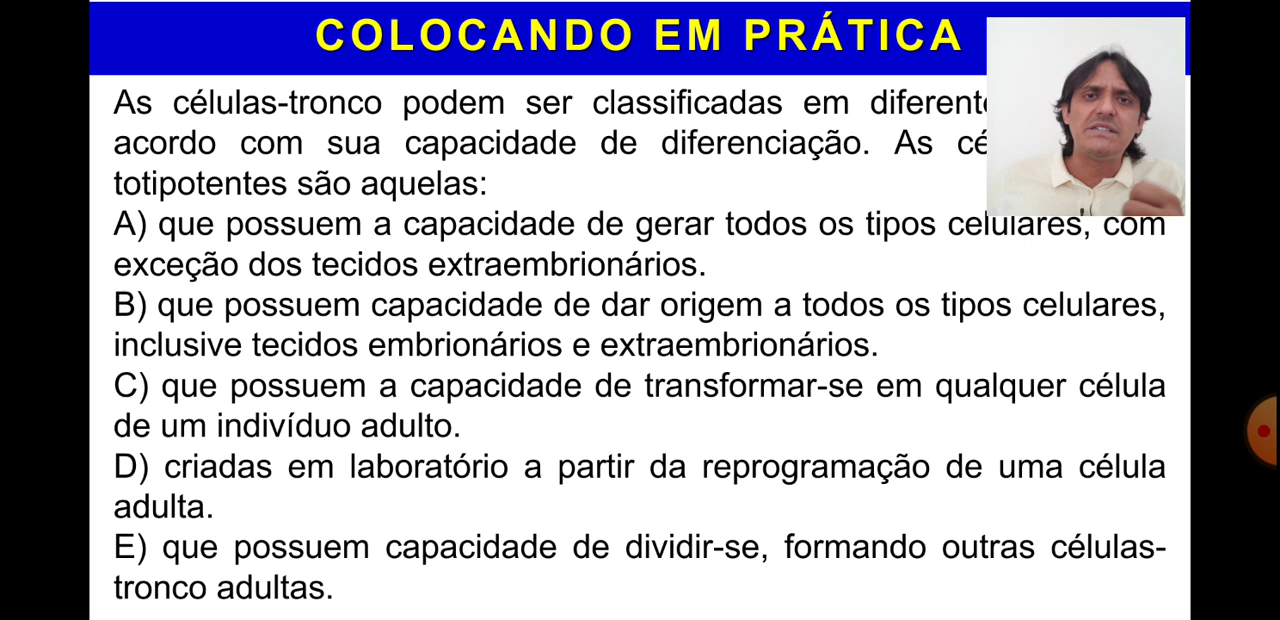 COLOCANDO EM PRÁTICA
As células-tronco podem ser classificadas em
acordo com sua capacidade de diferenciação. As
totipotentes são aquelas:
A) que possuem a capacidade de gerar todos os tipos celulares, com
exceção dos tecidos extraembrionários.
B) que possuem capacidade de dar origem a todos os tipos celulares,
inclusive tecidos embrionários e extraembrionários.
C) que possuem a capacidade de transformar-se em qualquer célula
de um indivíduo adulto.
D) criadas em laboratório a partir da reprogramação de uma célula
adulta.
E) que possuem capacidade de dividir-se, formando outras células-
tronco adultas.